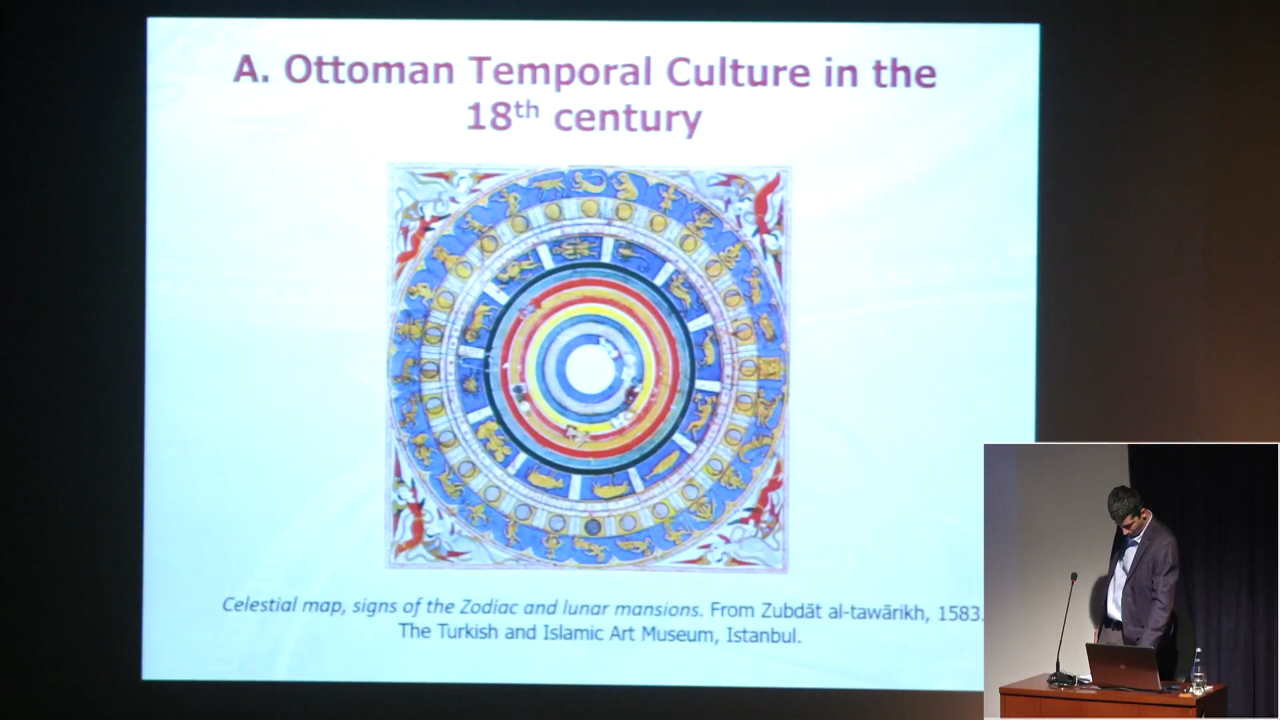 A. Ottoman Temporal Culture in the
18th century
Celestial map, signs of the Zodiac and lunar mansions. From Zubdāt al-tawārikh, 1583.
The Turkish and Islamic Art Museum, Istanbul.